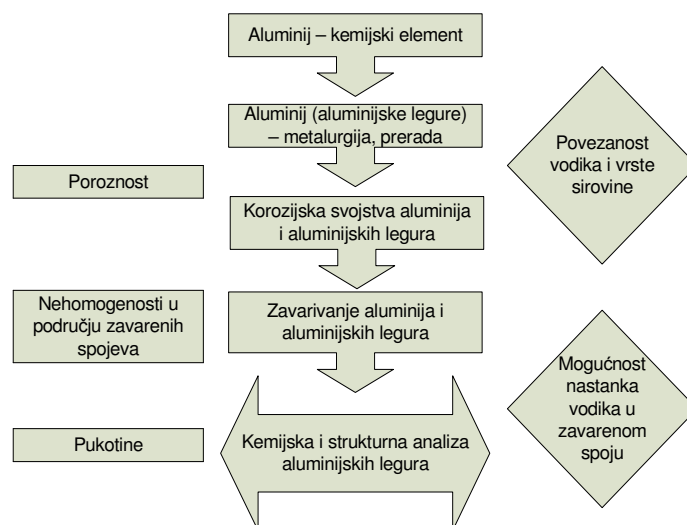 Aluminij – kemijski element
Aluminij (aluminijske legure)
– metalurgija, prerada
Povezanost
vodika i vrste
sirovine
Poroznost
Korozijska svojstva aluminija
i aluminijskih legura
Nehomogenosti u
području zavarenih
spojeva
Zavarivanje aluminija i
aluminijskih legura
Mogućnost
nastanka
vodika u
zavarenom
spoju
Pukotine
Kemijska i strukturna analiza
aluminijskih legura